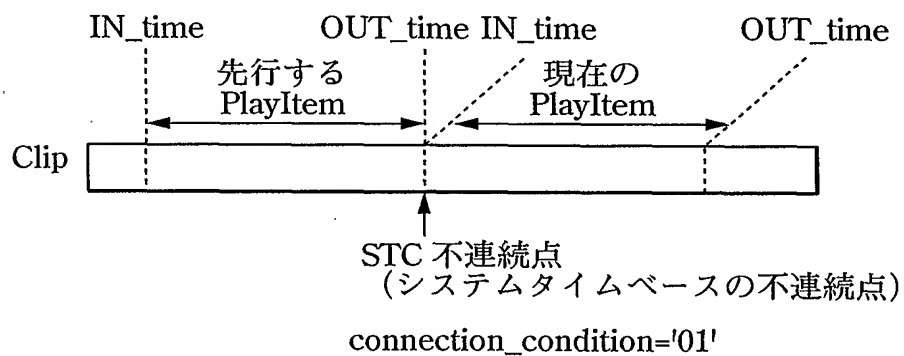 IN_time OUT_time IN_time OUT_time
先行する 現在の
PlayItem PlayItem
Clip
STC 不連続点
（システムタイムベースの不連続点）
connection_condition='01'